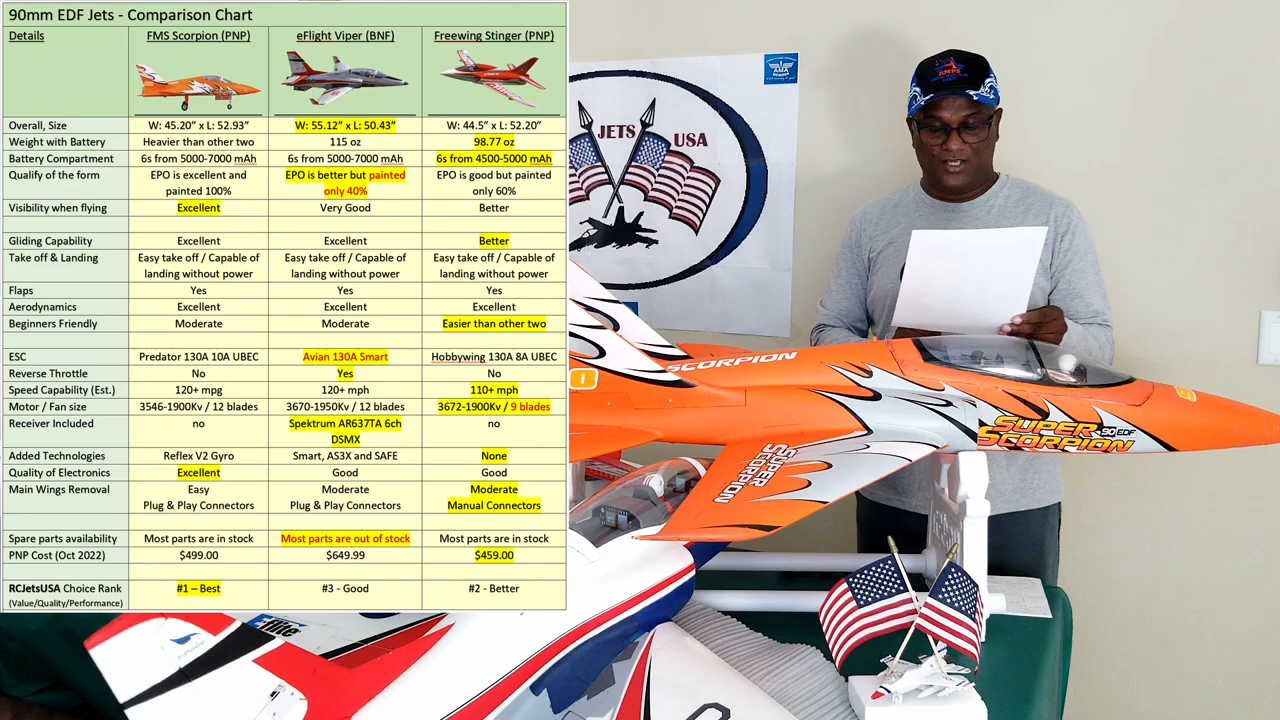 90mm EDF Jets - Comparison Chart
Details FMS Scorpion (PNP) eFlight Viper (BNF) Freewing Stinger (PNP)
Overall, Size W: 45.20" x L: 52.93" W: 55.12" x L: 50.43" W: 44.5" x L: 52.20"
Weight with Battery Heavier than other two 115 oz 98.77 oz
Battery Compartment 6s from 5000-7000 mAh 6s from 5000-7000 mAh 6s from 4500-5000 mAh
Qualify of the form EPO is excellent and EPO is better but painted EPO is good but painted
painted 100% only 40% only 60%
Visibility when flying Excellent Very Good Better
Gliding Capability Excellent Excellent Better
Take off & Landing Easy take off / Capable of Easy take off / Capable of Easy take off / Capable of
landing without power landing without power landing without power
Flaps Yes Yes Yes
Aerodynamics Excellent Excellent Excellent
Beginners Friendly Moderate Moderate Easier than other two
ESC Predator 130A 10A UBEC Avian 130A Smart Hobbywing 130A 8A UBEC
Reverse Throttle No Yes No
Speed Capability (Est.) 120+ mpg 120+ mph 110+ mph
Motor / Fan size 3546-1900Kv / 12 blades 3670-1950Kv / 12 blades 3672-1900Kv / 9 blades
Receiver Included no Spektrum AR637TA 6ch no
DSMX
Added Technologies Reflex V2 Gyro Smart, AS3X and SAFE None
Quality of Electronics Excellent Good Good
Main Wings Removal Easy Moderate Moderate
Plug & Play Connectors Plug & Play Connectors Manual Connectors
Spare parts availability Most parts are in stock Most parts are out of stock Most parts are in stock
PNP Cost (Oct 2022) $499.00 $649.99 $459.00
RCJetsUSA Choice Rank #1 – Best #3 - Good #2 - Better
(Value/Quality/Performance)
AMA
JETS USA
AMPS
SCORPION
1
SUPER
SCORPION 90 EDF
SUPER
SCORPION
E-flite